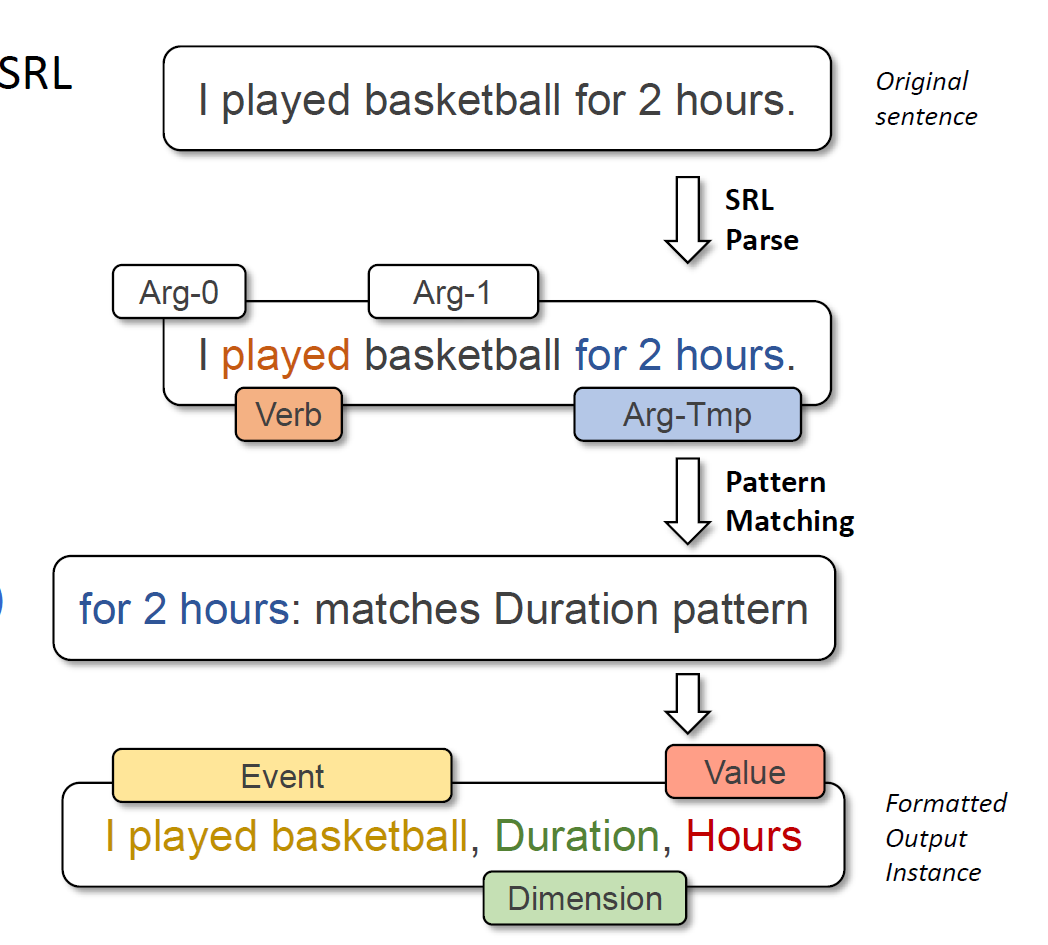 SRL
I played basketball for 2 hours.
Original
sentence
SRL
Parse
Arg-0
Arg-1
I played basketball for 2 hours.
Verb
Arg-Tmp
Pattern
Matching
for 2 hours: matches Duration pattern
Event
Value
I played basketball, Duration, Hours
Dimension
Formatted
Output
Instance